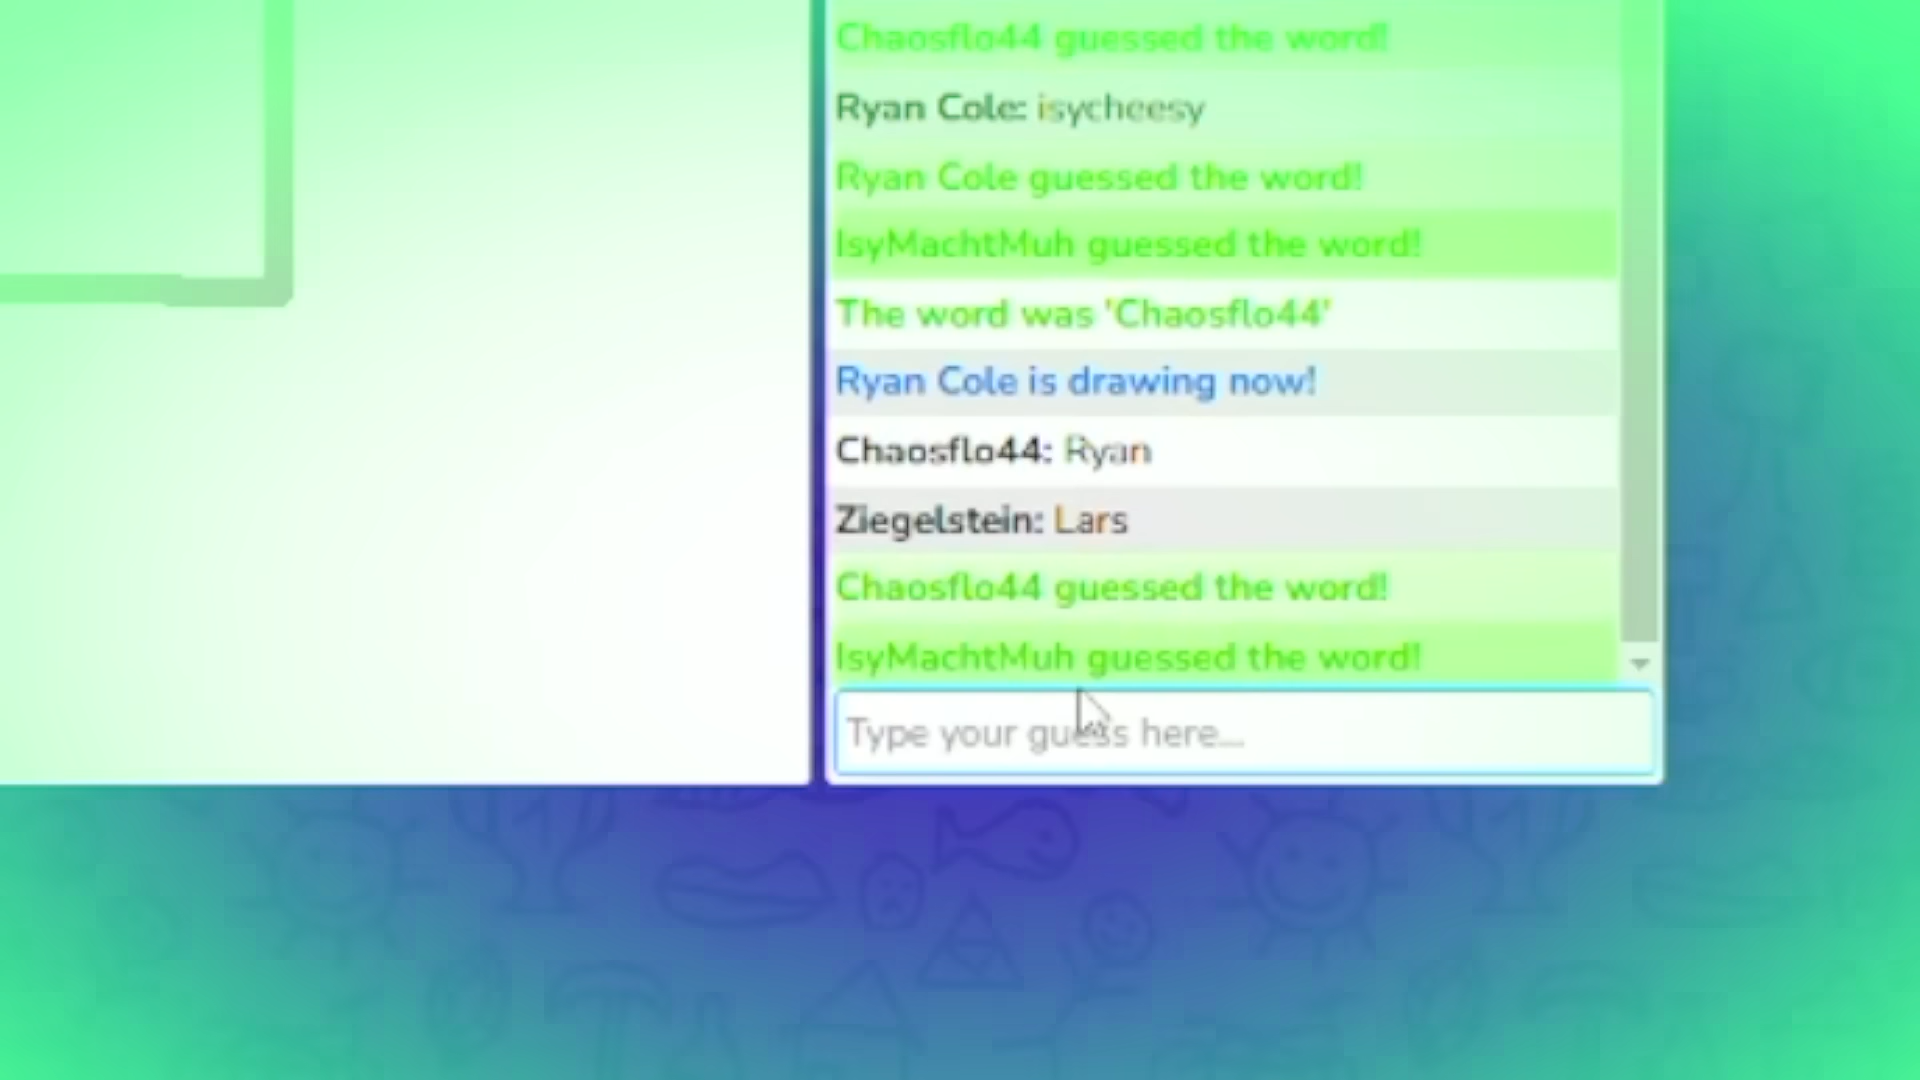 Chaosflo44 guessed the word!
Ryan Cole: isycheesy
Ryan Cole guessed the word!
IsyMachtMuh guessed the word!
The word was 'Chaosflo44'
Ryan Cole is drawing now!
Chaosflo44: Ryan
Ziegelstein: Lars
Chaosflo44 guessed the word!
IsyMachtMuh guessed the word!
Type your guess here...